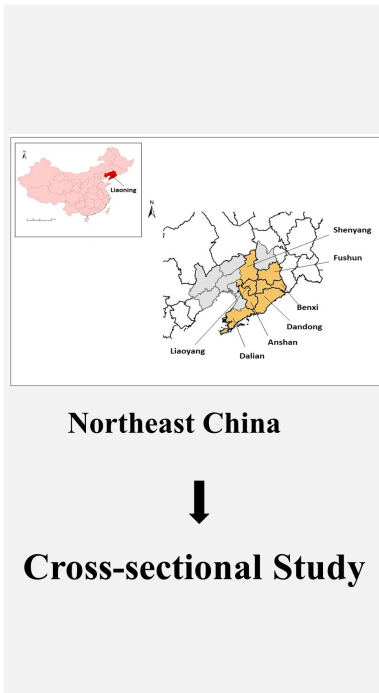 N
Liaoning
N
Shenyang
Fushun
Benxi
Dandong
Anshan
Liaoyang
Dalian
Northeast China
Cross-sectional Study